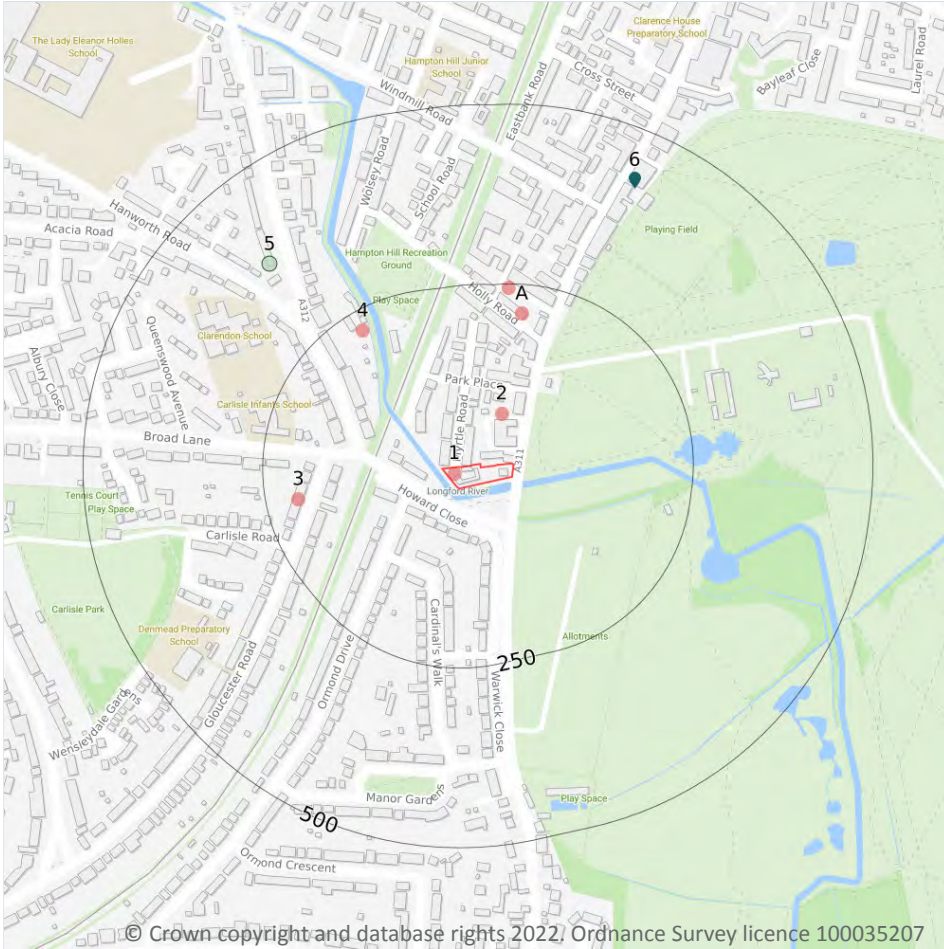 The Lady Eleanor Holles
School
Hampton Hill Junior
School
Clarence House
Preparatory School
Cross Street
Bayleaf Close
Laurel Road
Windmill Road
Eastbank Road
Wolsey Road
School Road
6
Hanworth Road
Acacia Road
5
Hampton Hill Recreation
Ground
Playing Field
A312
Play Space
A
Holly Road
4
Clarendon School
Queenswood Avenue
Albury Close
Park Place
2
Carlisle Infants School
Broad Lane
Myrtle Road
A311
1
Longford River
3
Howard Close
Tennis Court
Play Space
Carlisle Road
Carlisle Park
Denmead Preparatory
School
Cardinal's Walk
Allotments
250
Ormond Drive
Gloucester Road
Warwick Close
Wensleydale Gardens
Manor Gardens
Play Space
500
Ormond Crescent
© Crown copyright and database rights 2022. Ordnance Survey licence 100035207